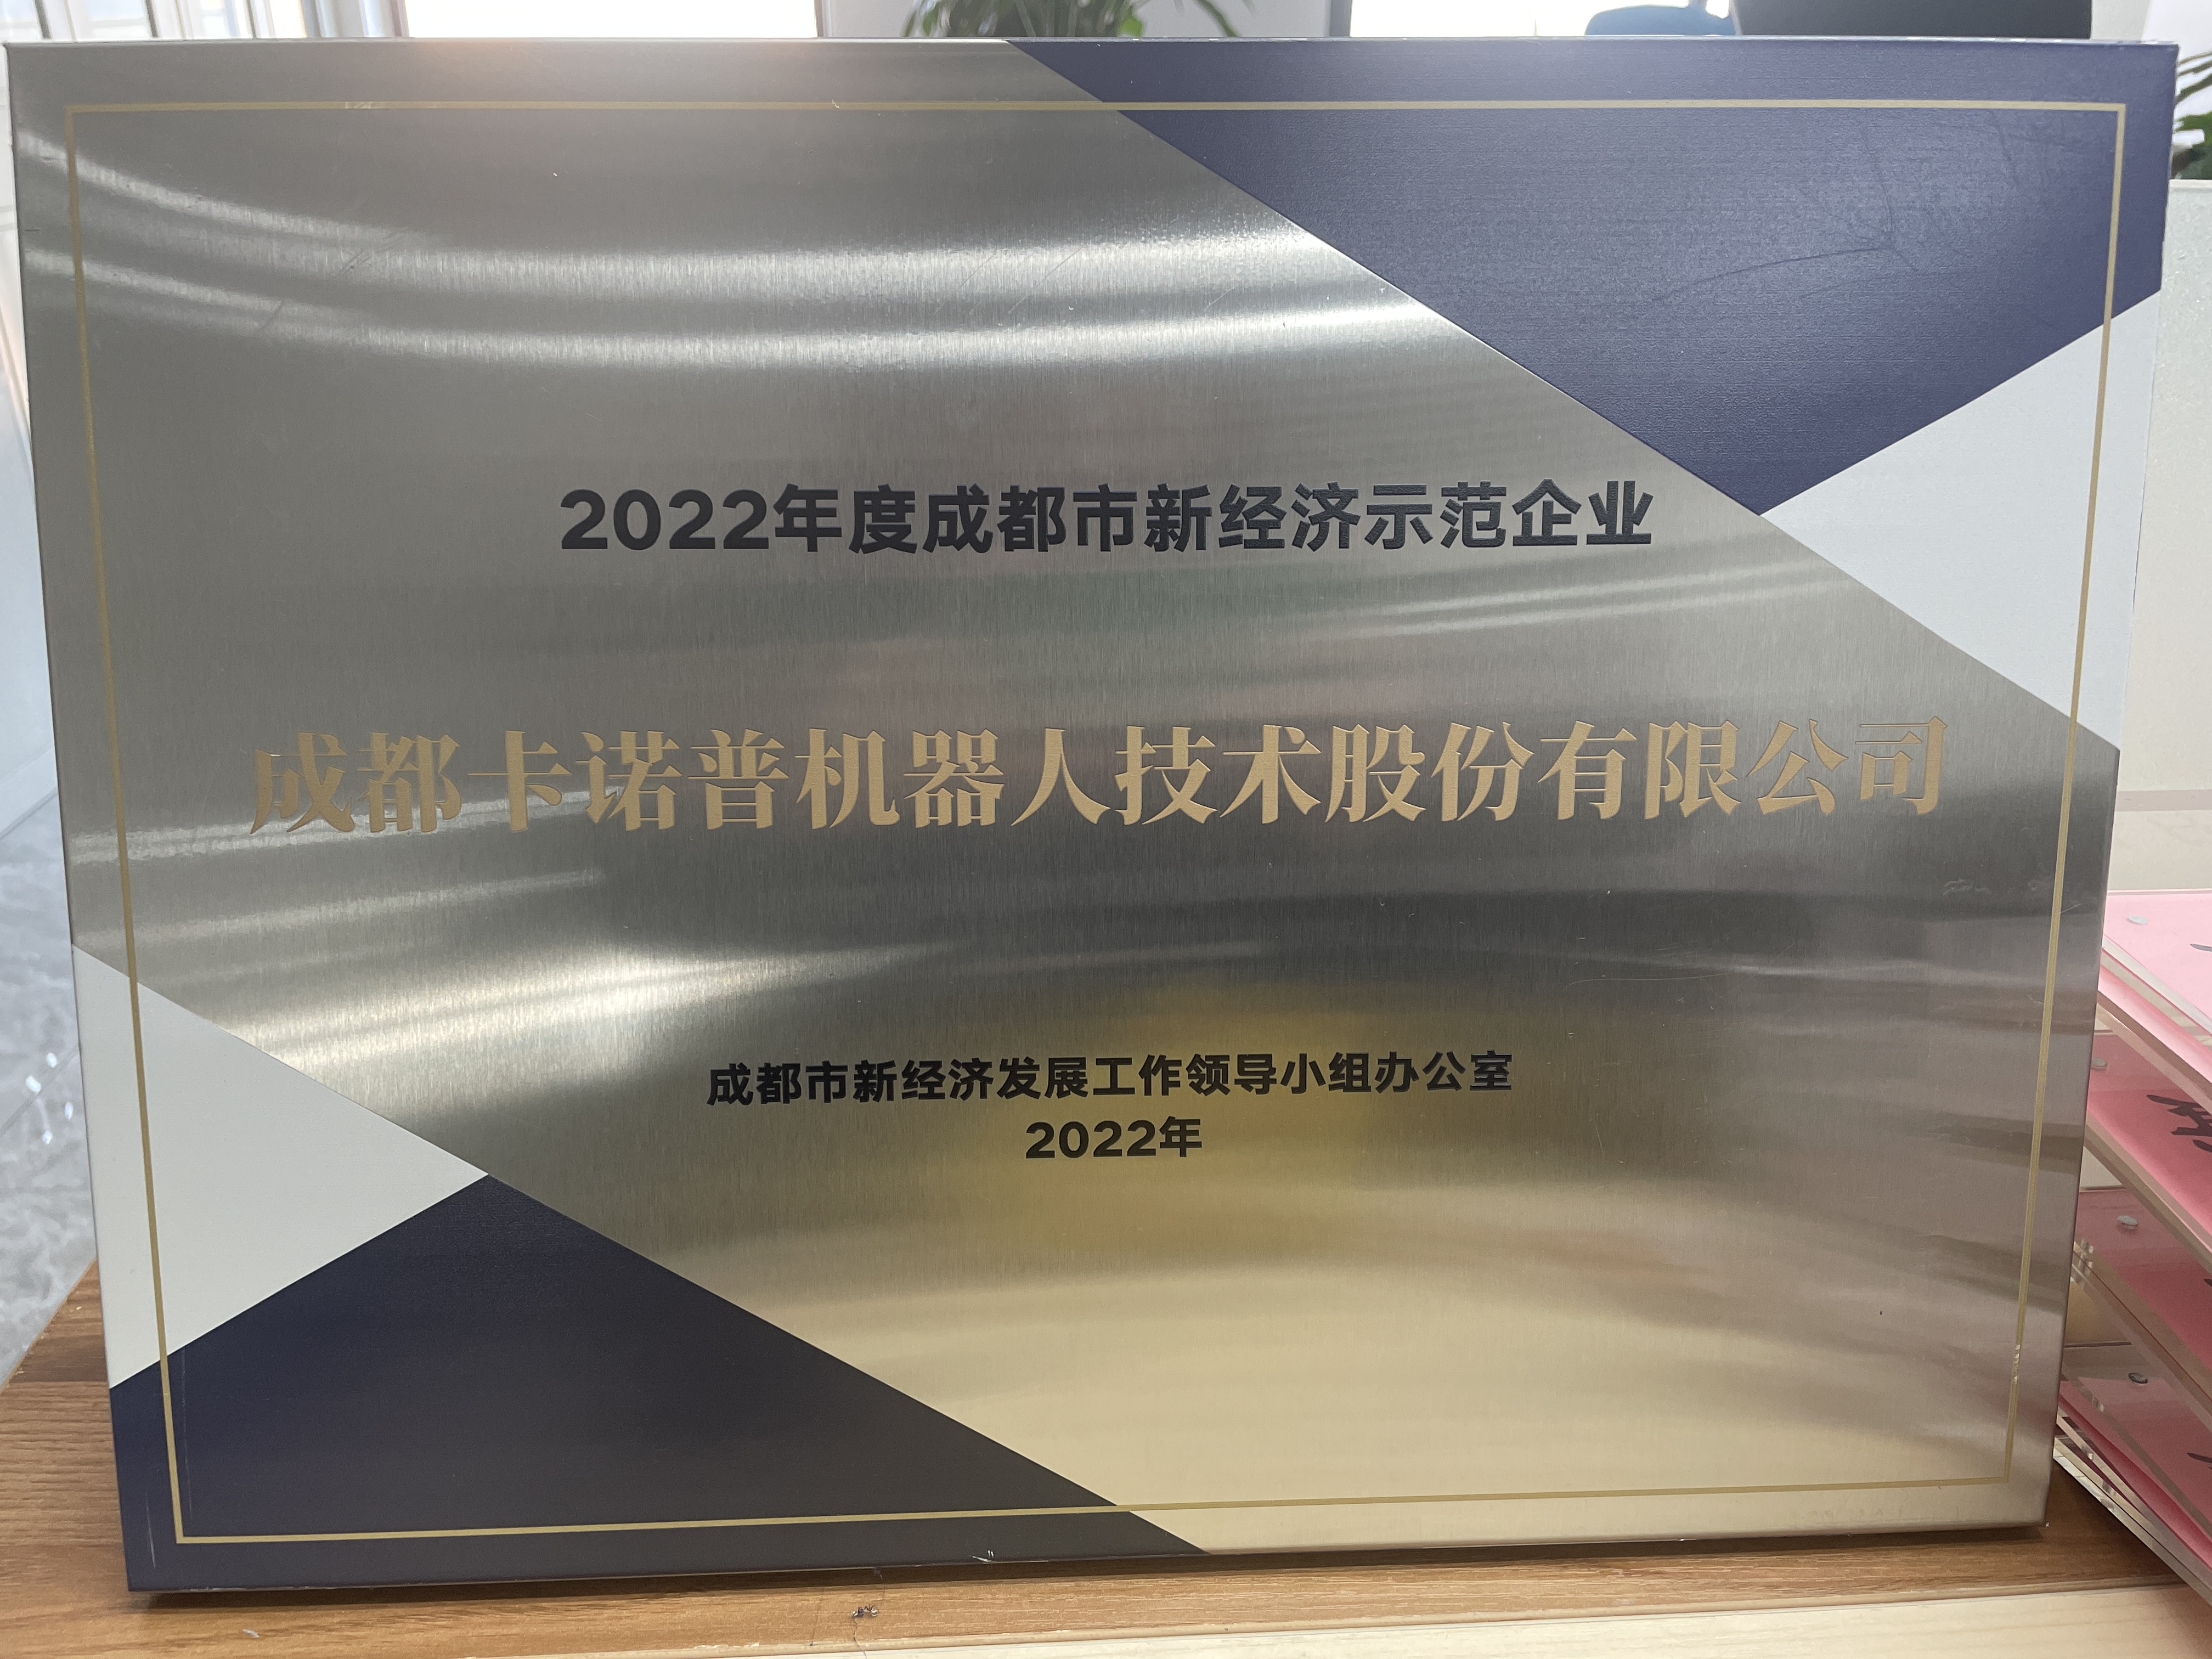 2022年度成都市新经济示范企业
成都卡诺普机器人技术股份有限公司
成都市新经济发展工作领导小组办公室
2022年